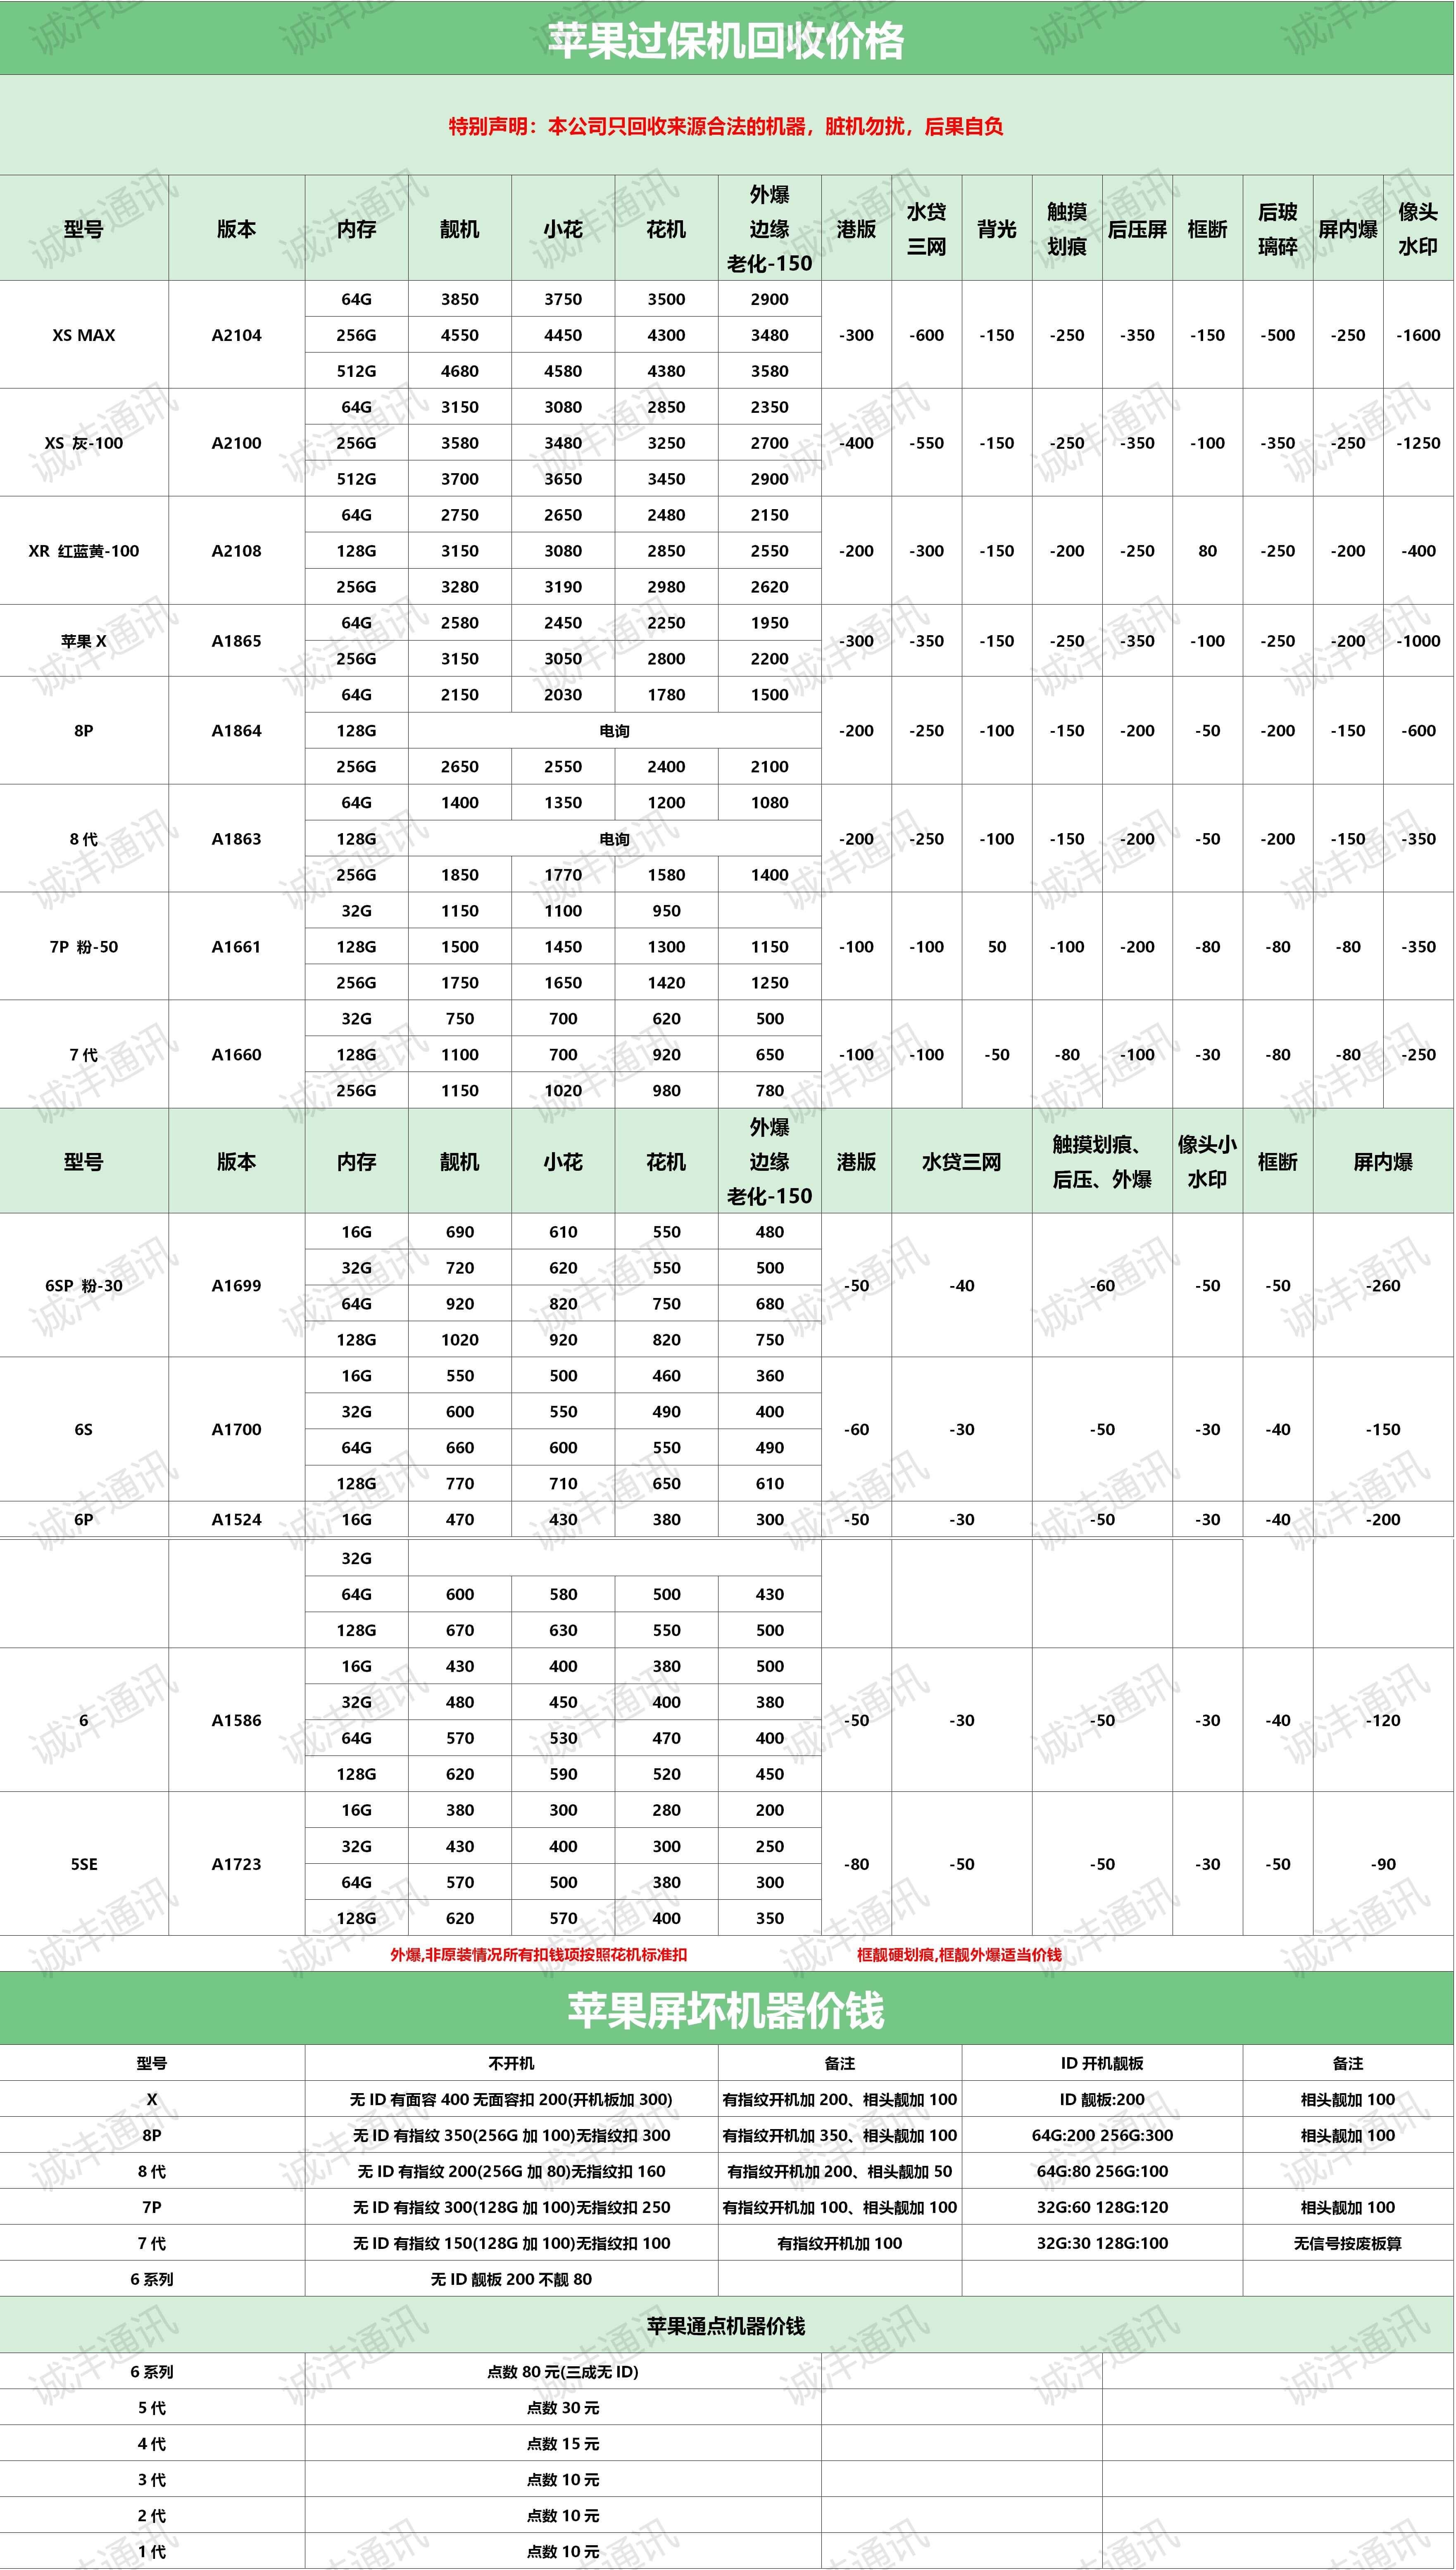 苹果过保机回收价格
特别声明：本公司只回收来源合法的机器，脏机勿扰，后果自负
型号 版本 内存 靓机 小花 花机 外爆 边缘 老化-150 港版 水贷 三网 背光 触摸 划痕 后压屏 框断 后玻 璃碎 屏内爆 像头 水印
XS MAX A2104 64G 3850 3750 3500 2900 -300 -600 -150 -250 -350 -150 -500 -250 -1600
256G 4550 4450 4300 3480
512G 4680 4580 4380 3580
XS 灰-100 A2100 64G 3150 3080 2850 2350 -400 -550 -150 -250 -350 -100 -350 -250 -1250
256G 3580 3480 3250 2700
512G 3700 3650 3450 2900
XR 红蓝黄-100 A2108 64G 2750 2650 2480 2150 -200 -300 -150 -200 -250 80 -250 -200 -400
128G 3150 3080 2850 2550
256G 3280 3190 2980 2620
苹果 X A1865 64G 2580 2450 2250 1950 -300 -350 -150 -250 -350 -100 -250 -200 -1000
256G 3150 3050 2800 2200
8P A1864 64G 2150 2030 1780 1500 -200 -250 -100 -150 -200 -50 -200 -150 -600
128G 电询
256G 2650 2550 2400 2100
8 代 A1863 64G 1400 1350 1200 1080 -200 -250 -100 -150 -200 -50 -200 -150 -350
128G 电询
256G 1850 1770 1580 1400
7P 粉-50 A1661 32G 1150 1100 950 -100 -100 50 -100 -200 -80 -80 -80 -350
128G 1500 1450 1300 1150
256G 1750 1650 1420 1250
7 代 A1660 32G 750 700 620 500 -100 -100 -50 -80 -100 -30 -80 -80 -250
128G 1100 700 920 650
256G 1150 1020 980 780
型号 版本 内存 靓机 小花 花机 外爆 边缘 老化-150 港版 水贷三网 触摸划痕、 后压、外爆 像头小 水印 框断 屏内爆
6SP 粉-30 A1699 16G 690 610 550 480 -50 -40 -60 -50 -50 -260
32G 720 620 550 500
64G 920 820 750 680
128G 1020 920 820 750
6S A1700 16G 550 500 460 360 -60 -30 -50 -30 -40 -150
32G 600 550 490 400
64G 660 600 550 490
128G 770 710 650 610
6P A1524 16G 470 430 380 300 -50 -30 -50 -30 -40 -200
32G
64G 600 580 500 430
128G 670 630 550 500
6 A1586 16G 430 400 380 500 -50 -30 -50 -30 -40 -120
32G 480 450 400 380
64G 570 530 470 400
128G 620 590 520 450
5SE A1723 16G 380 300 280 200 -80 -50 -50 -30 -50 -90
32G 430 400 300 250
64G 570 500 380 300
128G 620 570 400 350
外爆,非原装情况所有扣钱项按照花机标准扣 框靓硬划痕,框靓外爆适当价钱
苹果屏坏机器价钱
型号 不开机 备注 ID 开机靓板 备注
X 无 ID 有面容 400 无面容扣 200(开机板加 300) 有指纹开机加 200、相头靓加 100 ID 靓板:200 相头靓加 100
8P 无 ID 有指纹 350(256G 加 100)无指纹扣 300 有指纹开机加 350、相头靓加 100 64G:200 256G:300 相头靓加 100
8 代 无 ID 有指纹 200(256G 加 80)无指纹扣 160 有指纹开机加 200、相头靓加 50 64G:80 256G:100
7P 无 ID 有指纹 300(128G 加 100)无指纹扣 250 有指纹开机加 100、相头靓加 100 32G:60 128G:120 相头靓加 100
7 代 无 ID 有指纹 150(128G 加 100)无指纹扣 100 有指纹开机加 100 32G:30 128G:100 无信号按废板算
6 系列 无 ID 靓板 200 不靓 80
苹果通点机器价钱
6 系列 点数 80 元(三成无 ID)
5 代 点数 30 元
4 代 点数 15 元
3 代 点数 10 元
2 代 点数 10 元
1 代 点数 10 元
诚沣通讯